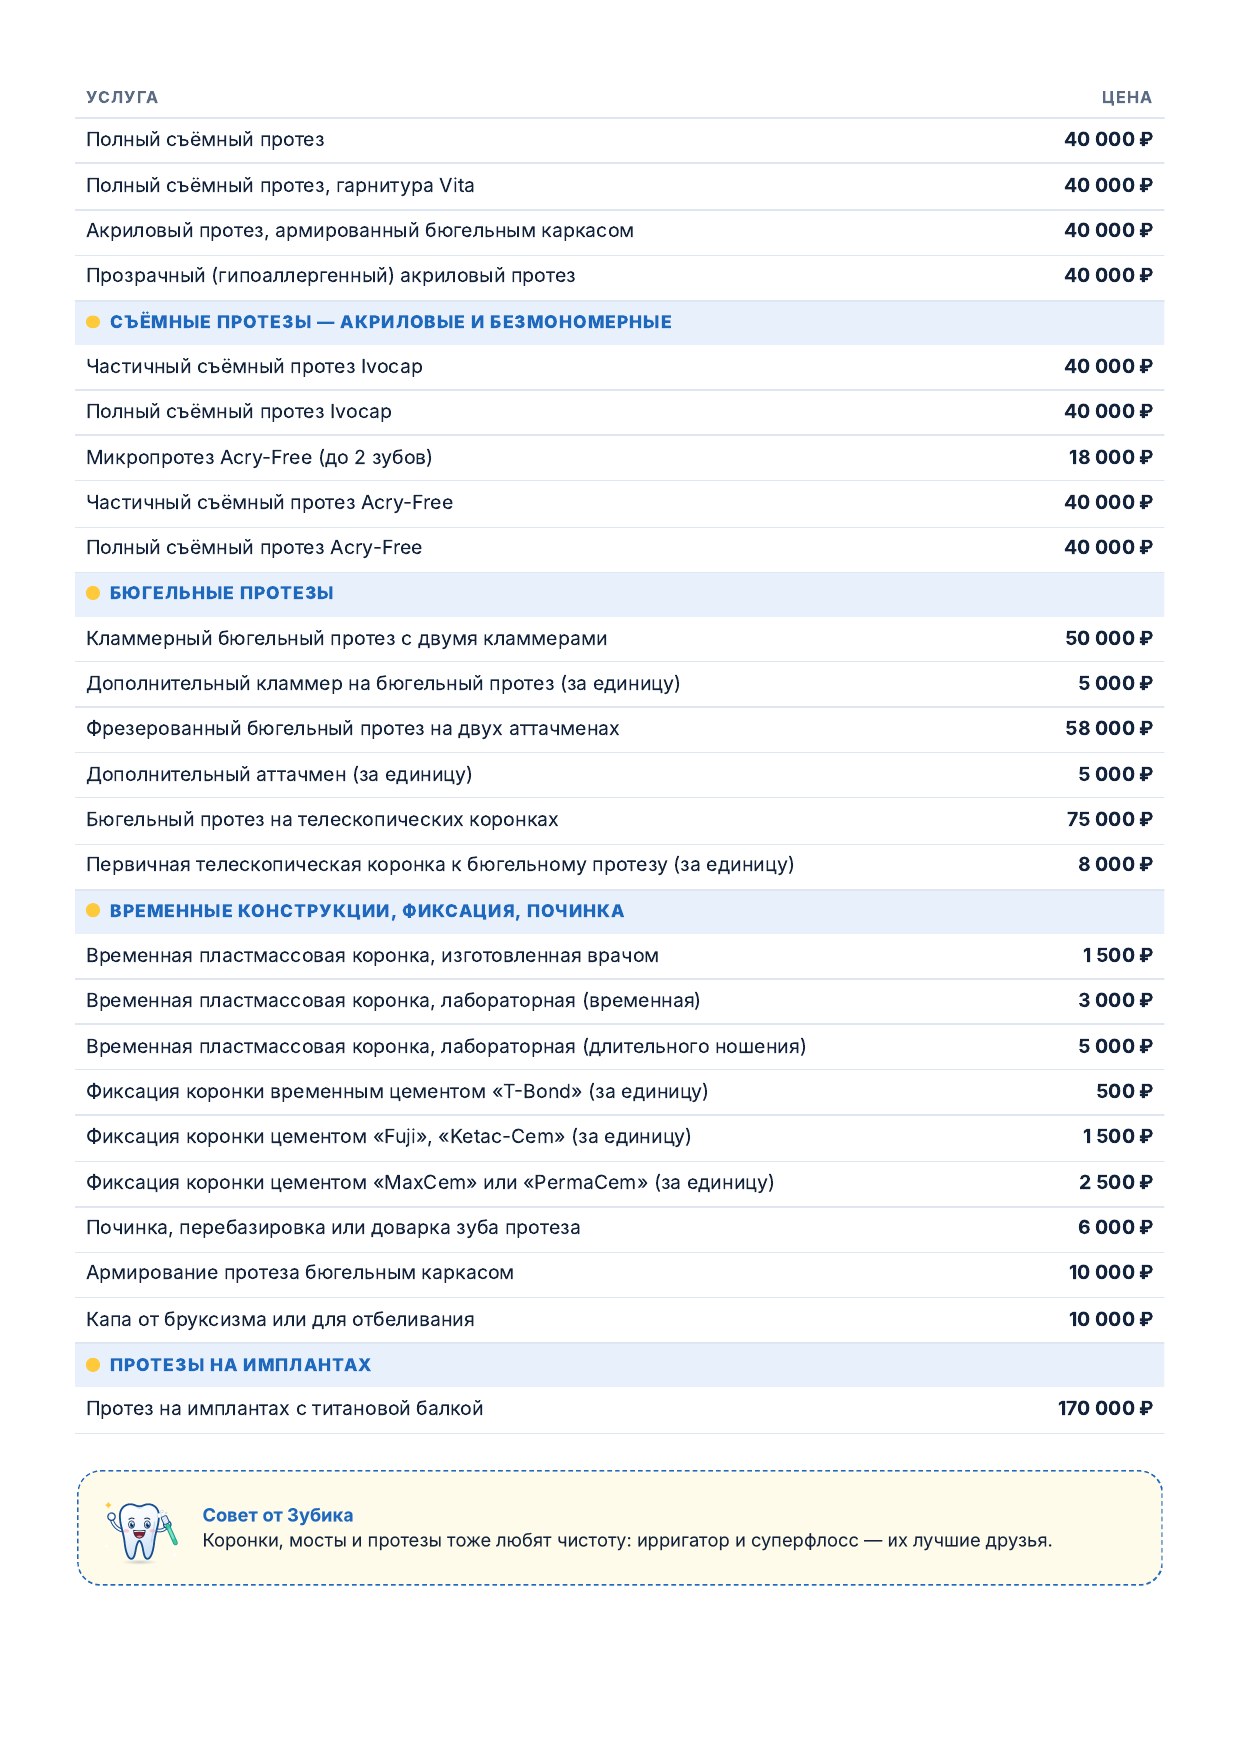 УСЛУГА ЦЕНА
Полный съёмный протез 40 000 ₽
Полный съёмный протез, гарнитура Vita 40 000 ₽
Акриловый протез, армированный бюгельным каркасом 40 000 ₽
Прозрачный (гипоаллергенный) акриловый протез 40 000 ₽
СЪЁМНЫЕ ПРОТЕЗЫ — АКРИЛОВЫЕ И БЕЗМОНОМЕРНЫЕ
Частичный съёмный протез Ivocap 40 000 ₽
Полный съёмный протез Ivocap 40 000 ₽
Микропротез Acry-Free (до 2 зубов) 18 000 ₽
Частичный съёмный протез Acry-Free 40 000 ₽
Полный съёмный протез Acry-Free 40 000 ₽
БЮГЕЛЬНЫЕ ПРОТЕЗЫ
Кламмерный бюгельный протез с двумя кламмерами 50 000 ₽
Дополнительный кламмер на бюгельный протез (за единицу) 5 000 ₽
Фрезерованный бюгельный протез на двух аттачменах 58 000 ₽
Дополнительный аттачмен (за единицу) 5 000 ₽
Бюгельный протез на телескопических коронках 75 000 ₽
Первичная телескопическая коронка к бюгельному протезу (за единицу) 8 000 ₽
ВРЕМЕННЫЕ КОНСТРУКЦИИ, ФИКСАЦИЯ, ПОЧИНКА
Временная пластмассовая коронка, изготовленная врачом 1 500 ₽
Временная пластмассовая коронка, лабораторная (временная) 3 000 ₽
Временная пластмассовая коронка, лабораторная (длительного ношения) 5 000 ₽
Фиксация коронки временным цементом «T-Bond» (за единицу) 500 ₽
Фиксация коронки цементом «Fuji», «Ketac-Cem» (за единицу) 1 500 ₽
Фиксация коронки цементом «MaxCem» или «PermaCem» (за единицу) 2 500 ₽
Починка, перебазировка или доварка зуба протеза 6 000 ₽
Армирование протеза бюгельным каркасом 10 000 ₽
Капа от бруксизма или для отбеливания 10 000 ₽
ПРОТЕЗЫ НА ИМПЛАНТАХ
Протез на имплантах с титановой балкой 170 000 ₽
Совет от Зубика
Коронки, мосты и протезы тоже любят чистоту: ирригатор и суперфлосс — их лучшие друзья.